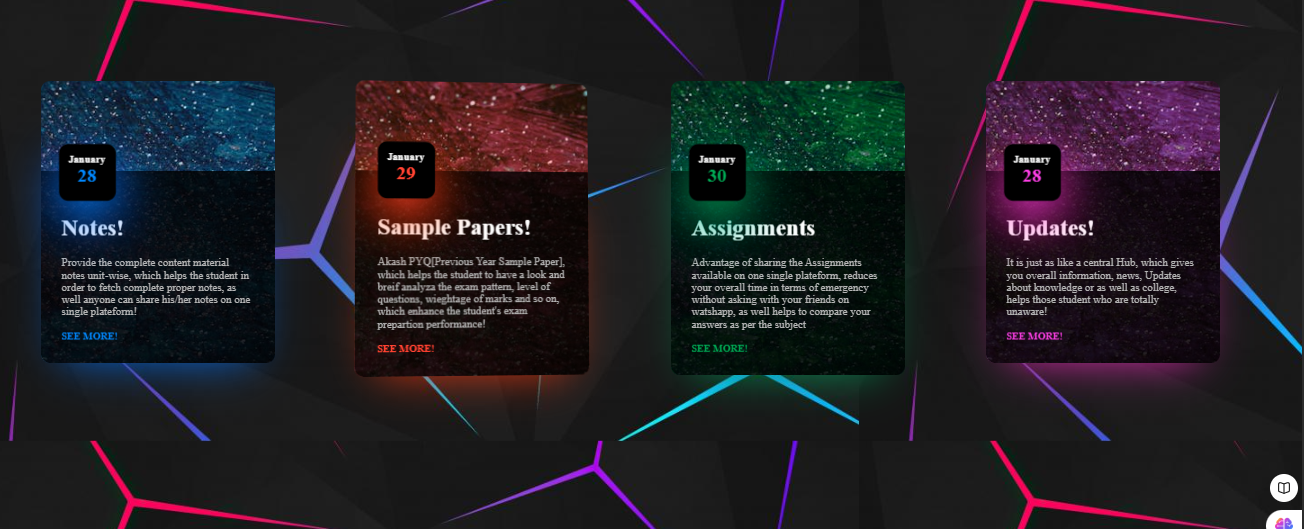 January
28
Notes!
Provide the complete content material
notes unit-wise, which helps the student in
order to fetch complete proper notes, as
well anyone can share his/her notes on one
single plateform!
SEE MORE!
January
29
Sample Papers!
Akash PYQ[Previous Year Sample Paper],
which helps the student to have a look and
breif analyza the exam pattern, level of
questions, wieghtage of marks and so on,
which enhance the student's exam
prepartion performance!
SEE MORE!
January
30
Assignments
Advantage of sharing the Assignments
available on one single plateform, reduces
your overall time in terms of emergency
without asking with your friends on
watshapp, as well helps to compare your
answers as per the subject
SEE MORE!
January
28
Updates!
It is just as like a central Hub, which gives
you overall information, news, Updates
about knowledge or as well as college,
helps those student who are totally
unaware!
SEE MORE!